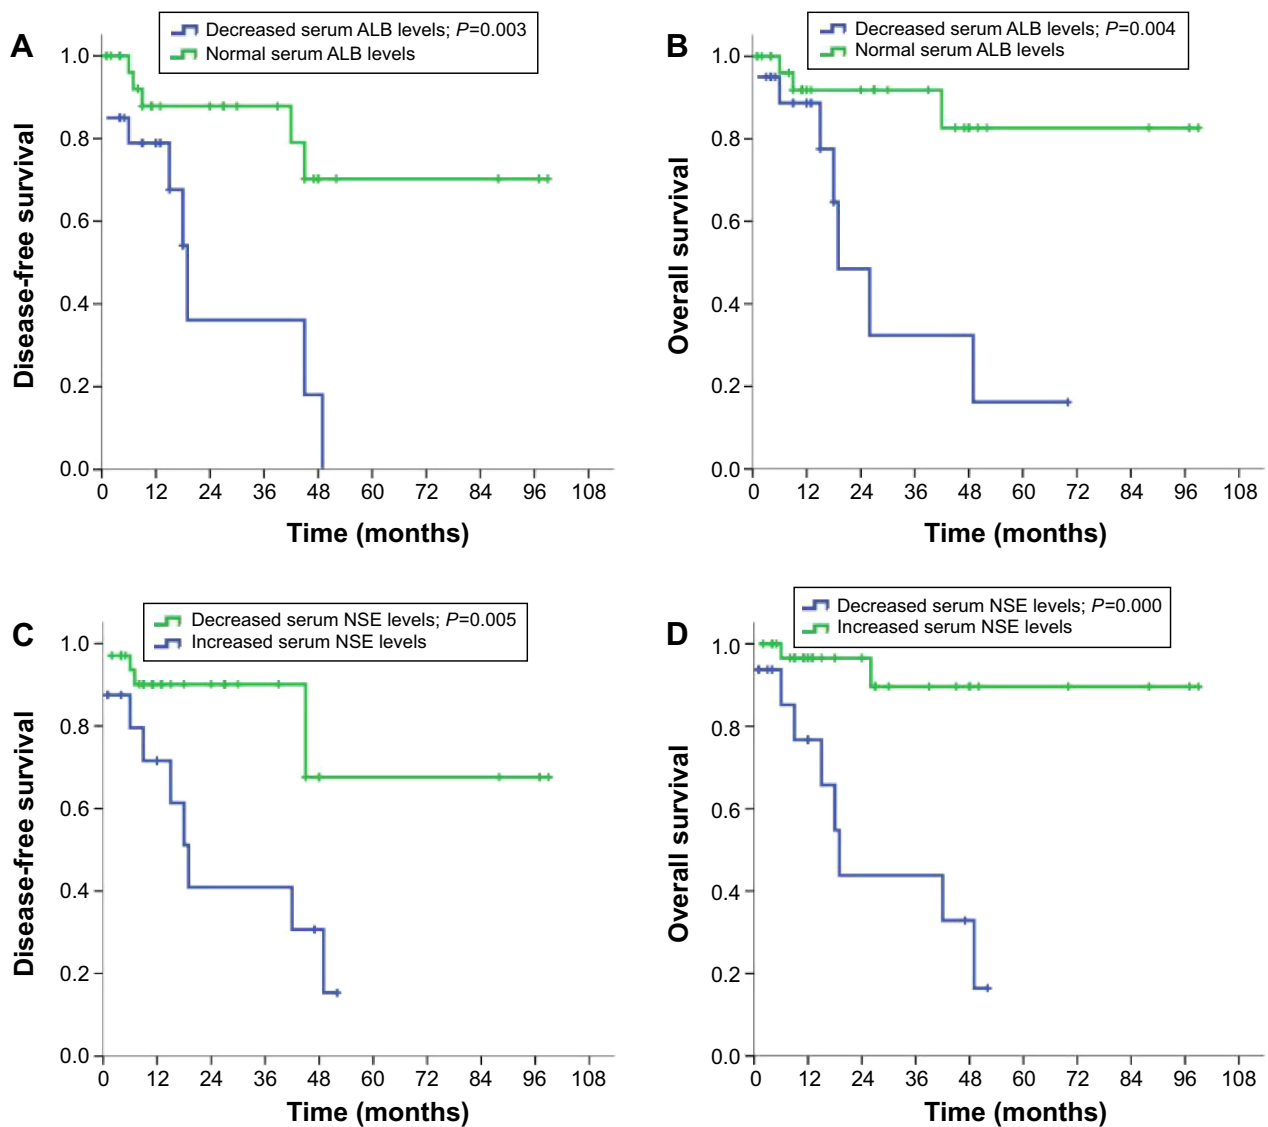 A
Decreased serum ALB levels; P=0.003
Normal serum ALB levels
Disease-free survival
1.0
0.8
0.6
0.4
0.2
0.0
0 12 24 36 48 60 72 84 96 108
Time (months)
B
Decreased serum ALB levels; P=0.004
Normal serum ALB levels
Overall survival
1.0
0.8
0.6
0.4
0.2
0.0
0 12 24 36 48 60 72 84 96 108
Time (months)
C
Decreased serum NSE levels; P=0.005
Increased serum NSE levels
Disease-free survival
1.0
0.8
0.6
0.4
0.2
0.0
0 12 24 36 48 60 72 84 96 108
Time (months)
D
Decreased serum NSE levels; P=0.000
Increased serum NSE levels
Overall survival
1.0
0.8
0.6
0.4
0.2
0.0
0 12 24 36 48 60 72 84 96 108
Time (months)